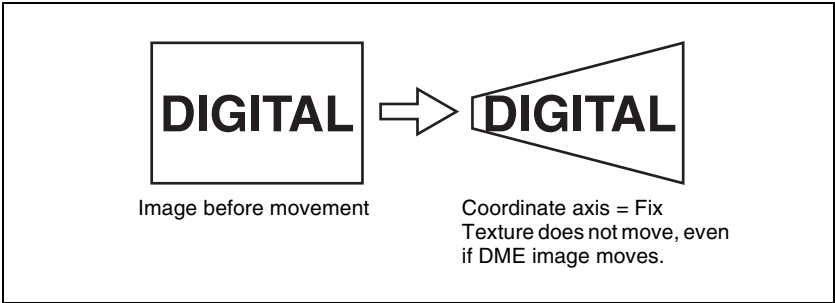 DIGITAL
DIGITAL
Image before movement
Coordinate axis = Fix
Texture does not move, even
if DME image moves.